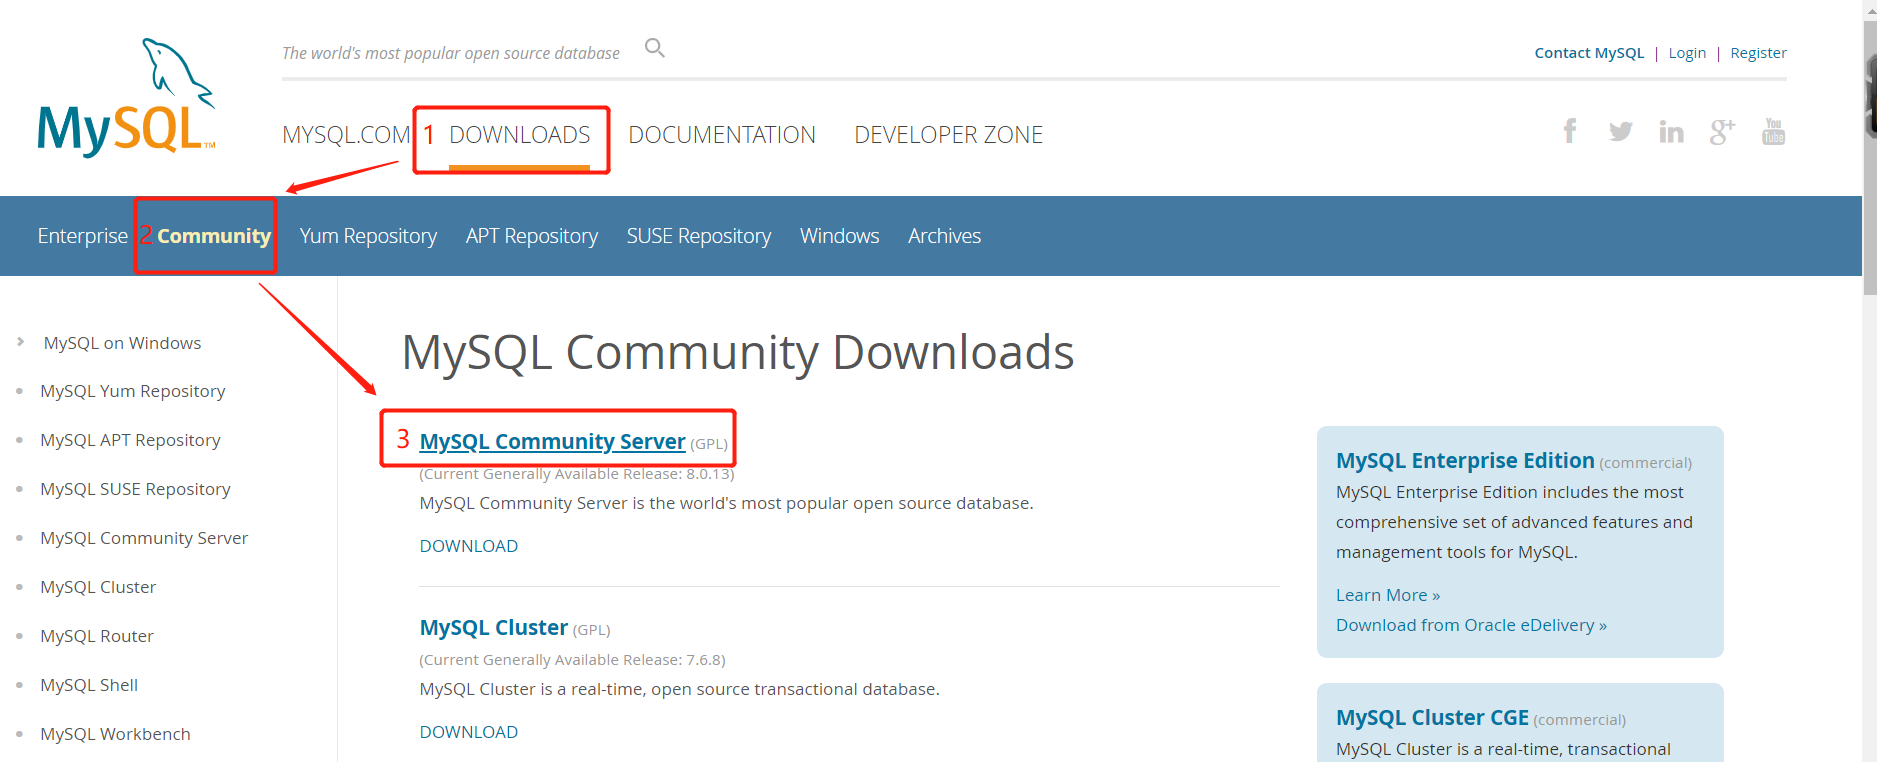 The world's most popular open source database
Contact MySQL | Login | Register
MySQL™
MYSQL.COM 1 DOWNLOADS DOCUMENTATION DEVELOPER ZONE
f in g+ You Tube
Enterprise 2 Community Yum Repository APT Repository SUSE Repository Windows Archives
MySQL on Windows
MySQL Yum Repository
MySQL APT Repository
MySQL SUSE Repository
MySQL Community Server
MySQL Cluster
MySQL Router
MySQL Shell
MySQL Workbench
MySQL Community Downloads
3 MySQL Community Server (GPL)
(Current Generally Available Release: 8.0.13)
MySQL Community Server is the world's most popular open source database.
DOWNLOAD
MySQL Cluster (GPL)
(Current Generally Available Release: 7.6.8)
MySQL Cluster is a real-time, open source transactional database.
DOWNLOAD
MySQL Enterprise Edition (commercial)
MySQL Enterprise Edition includes the most
comprehensive set of advanced features and
management tools for MySQL.
Learn More »
Download from Oracle eDelivery »
MySQL Cluster CGE (commercial)
MySQL Cluster is a real-time, transactional